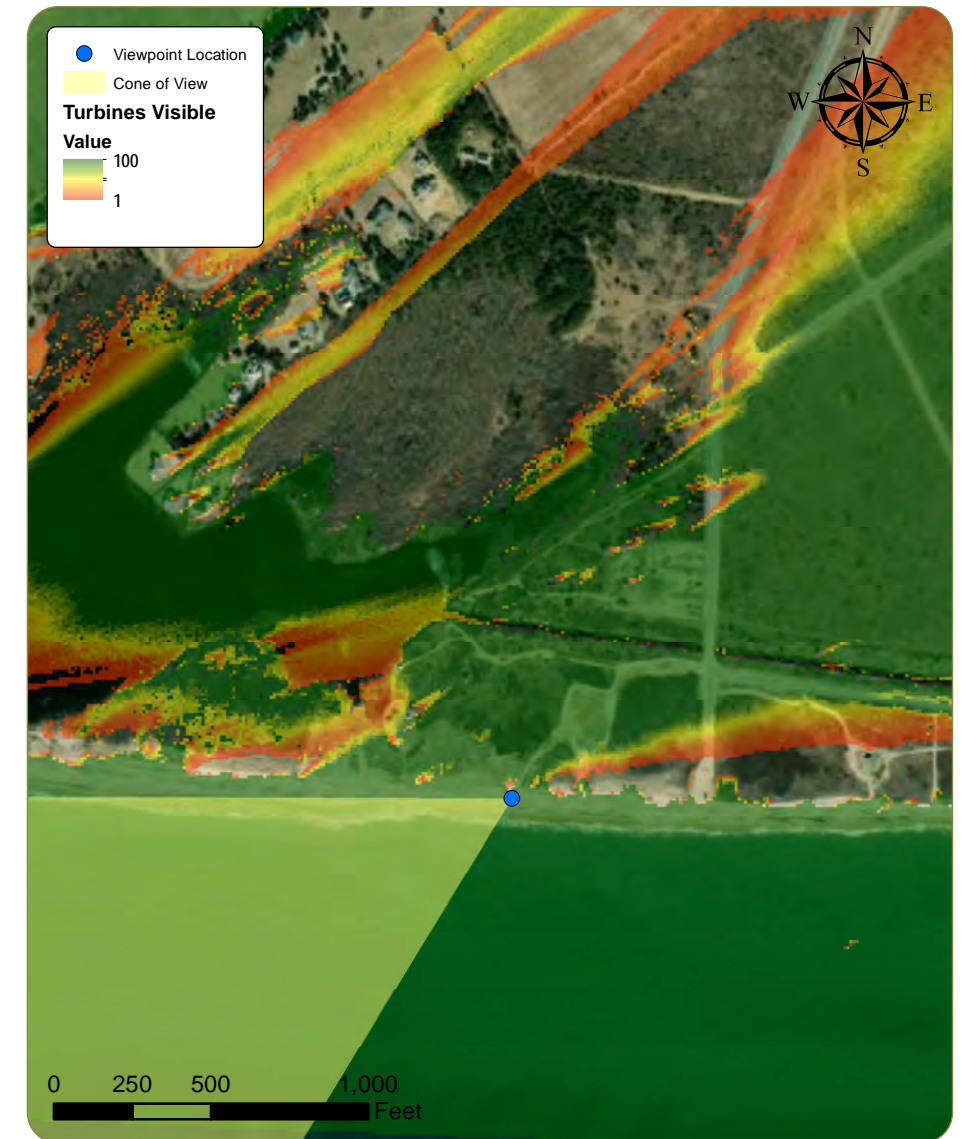 Viewpoint Location
Cone of View
Turbines Visible
Value
100
1
N
W E
S
0 250 500 1,000
Feet